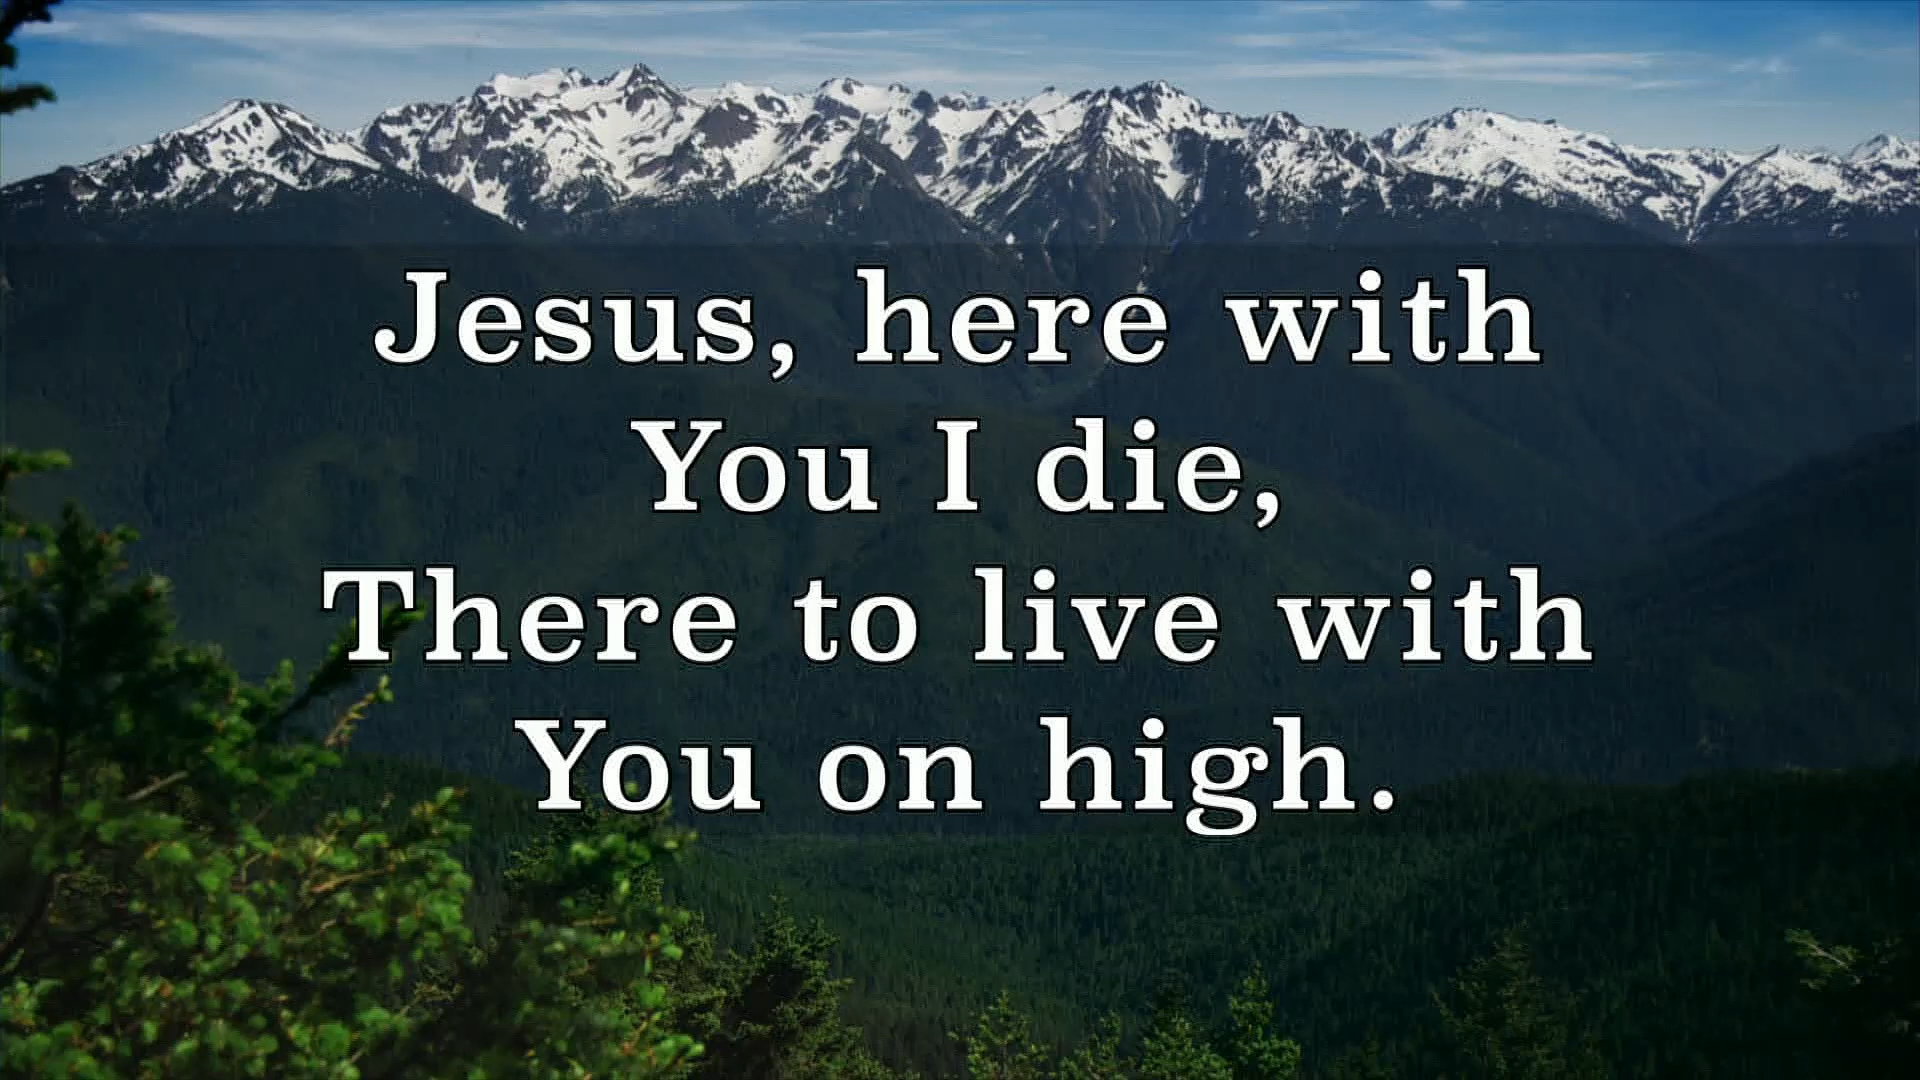 Jesus, here with
You I die,
There to live with
You on high.